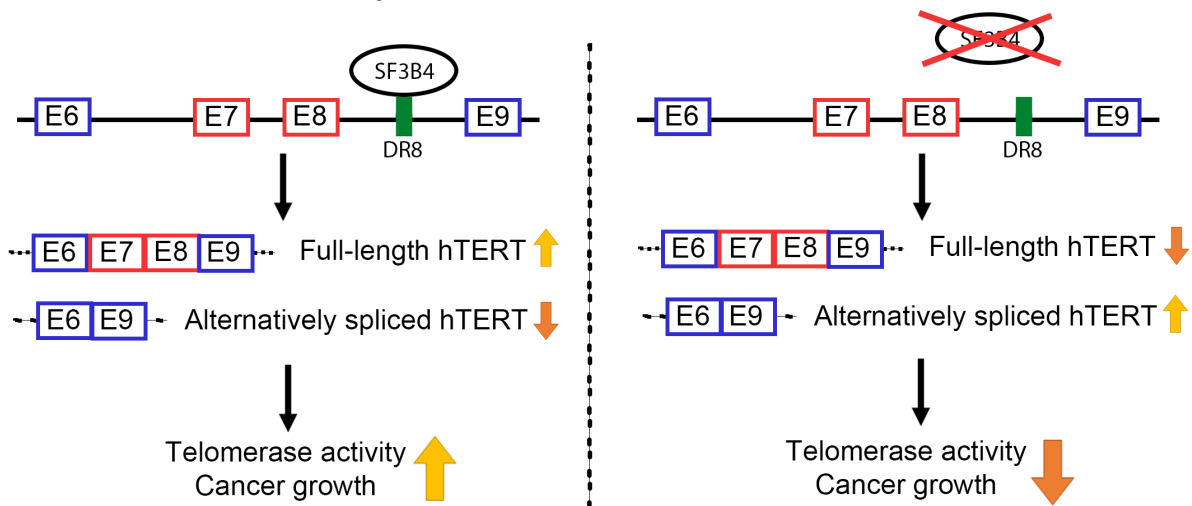 SF3B4
E6 E7 E8 E9
DR8
E6 E7 E8 E9 Full-length hTERT
E6 E9 Alternatively spliced hTERT
Telomerase activity
Cancer growth
SF3B4
E6 E7 E8 E9
DR8
E6 E7 E8 E9 Full-length hTERT
E6 E9 Alternatively spliced hTERT
Telomerase activity
Cancer growth